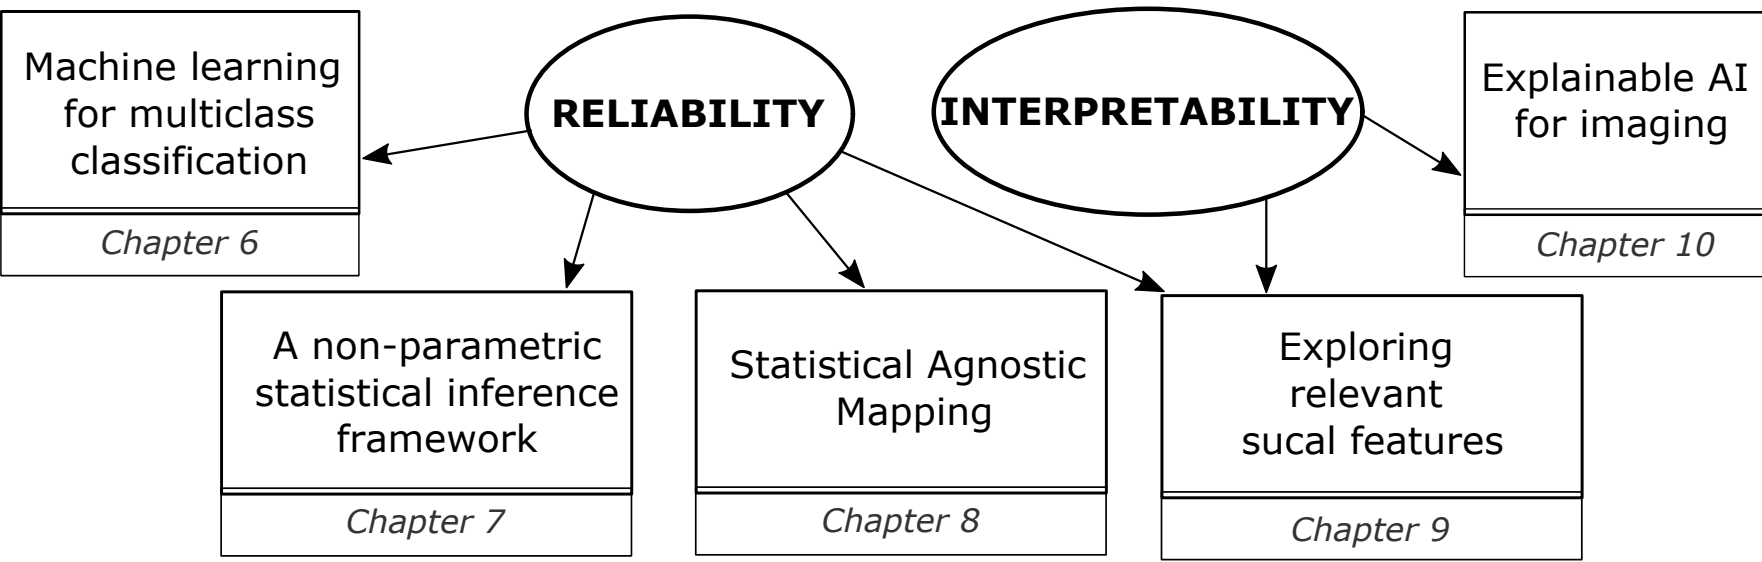 Machine learning
for multiclass
classification
Chapter 6
RELIABILITY
INTERPRETABILITY
Explainable AI
for imaging
Chapter 10
A non-parametric
statistical inference
framework
Chapter 7
Statistical Agnostic
Mapping
Chapter 8
Exploring
relevant
sucal features
Chapter 9